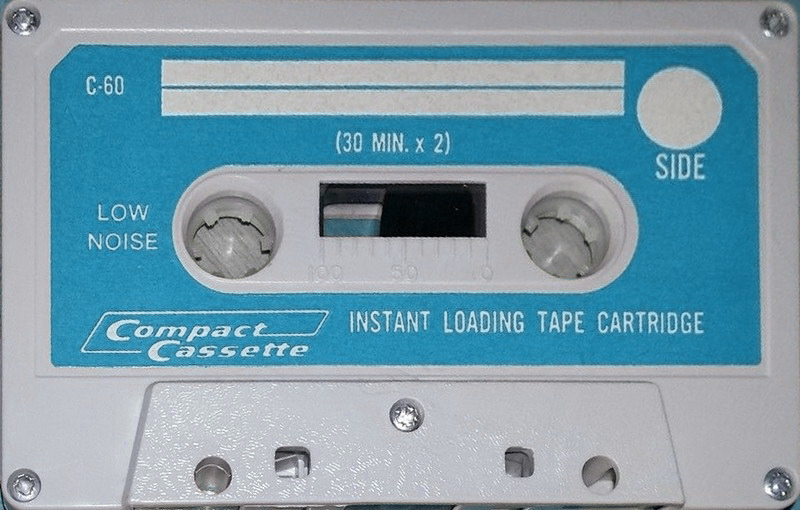 C-60
(30 MIN. x 2)
SIDE
LOW
NOISE
100 50 0
Compact
Cassette
INSTANT LOADING TAPE CARTRIDGE